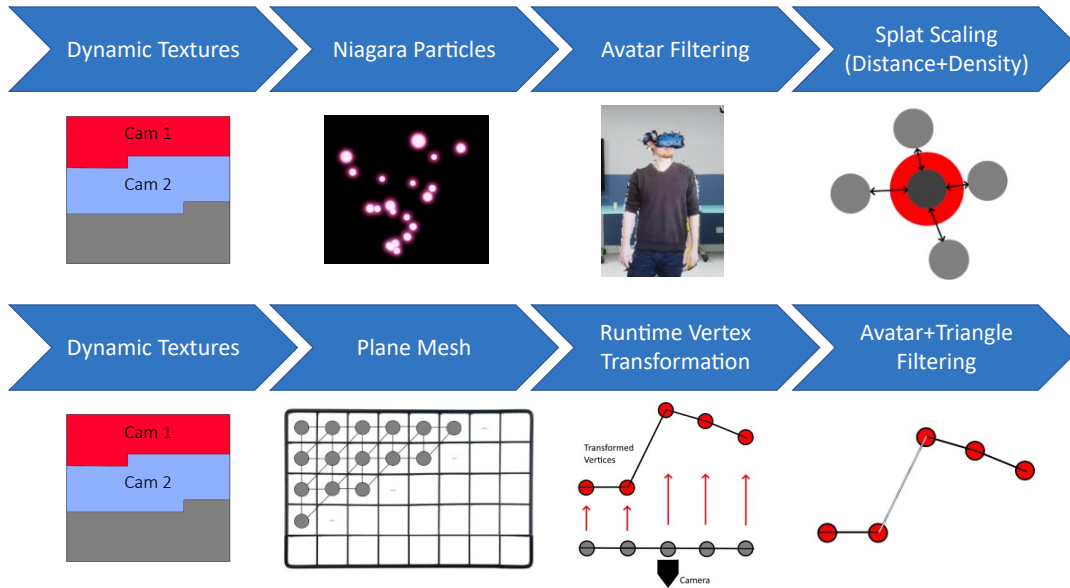 Dynamic Textures
Niagara Particles
Avatar Filtering
Splat Scaling
(Distance+Density)
Cam 1
Cam 2
Dynamic Textures
Plane Mesh
Runtime Vertex
Transformation
Avatar+Triangle
Filtering
Cam 1
Cam 2
...
...
...
...
Transformed
Vertices
Camera